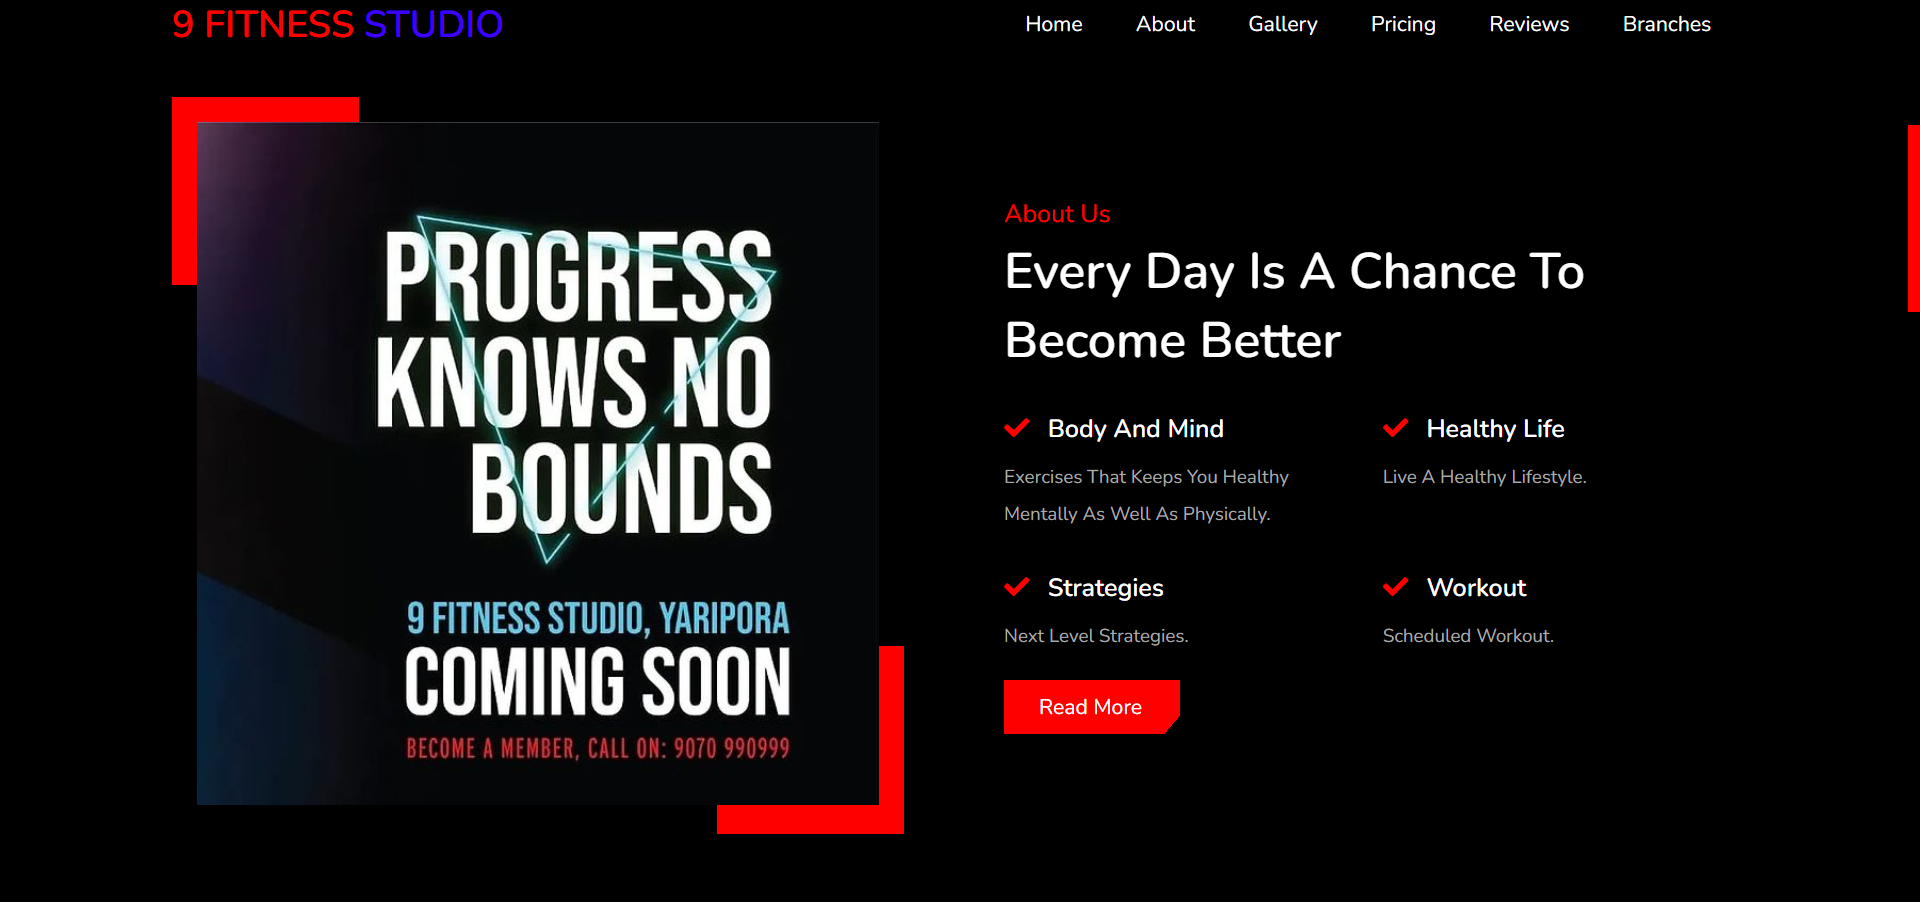 9 FITNESS STUDIO
Home About Gallery Pricing Reviews Branches
PROGRESS
KNOWS NO
BOUNDS
9 FITNESS STUDIO, YARIPORA
COMING SOON
BECOME A MEMBER, CALL ON: 9070 990999
About Us
Every Day Is A Chance To
Become Better
Body And Mind
Exercises That Keeps You Healthy
Mentally As Well As Physically.
Healthy Life
Live A Healthy Lifestyle.
Strategies
Next Level Strategies.
Workout
Scheduled Workout.
Read More